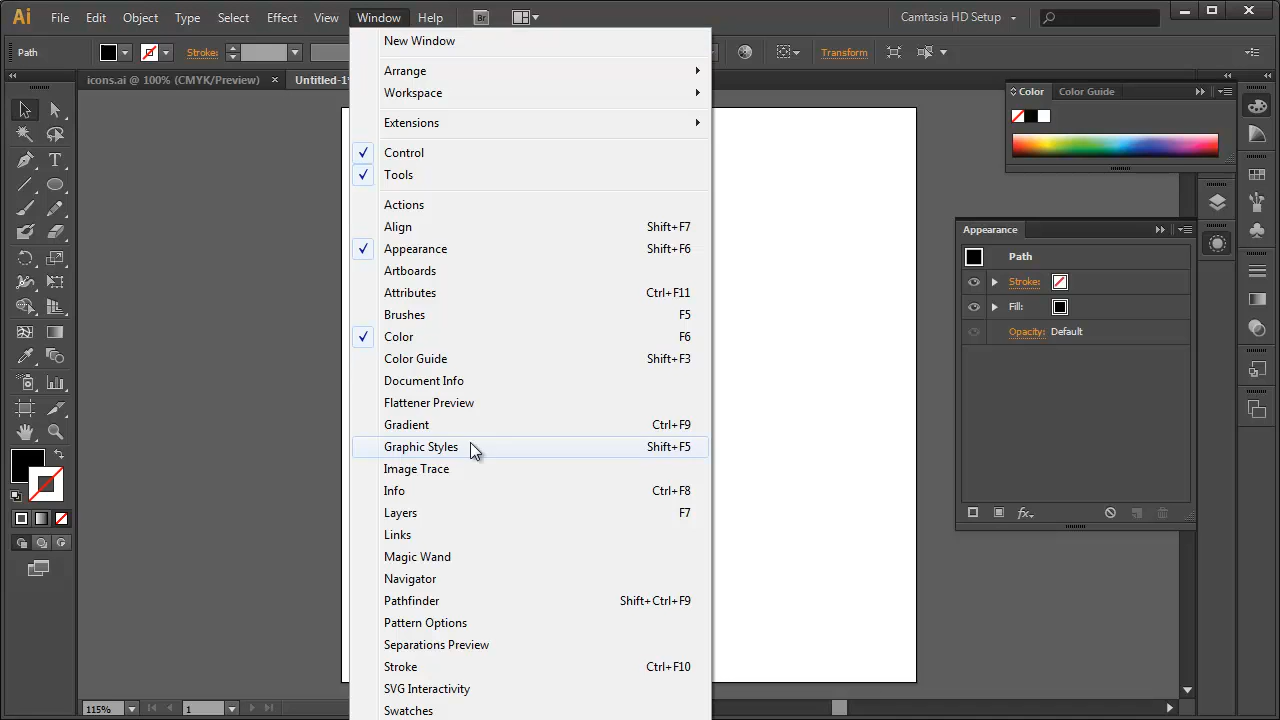 Ai File Edit Object Type Select Effect View Window Help Br Camtasia HD Setup
Path Stroke: Transform
icons.ai @ 100% (CMYK/Preview) × Untitled-1
New Window
Arrange
Workspace
Extensions
Control
Tools
Actions
Align Shift+F7
Appearance Shift+F6
Artboards
Attributes Ctrl+F11
Brushes F5
Color F6
Color Guide Shift+F3
Document Info
Flattener Preview
Gradient Ctrl+F9
Graphic Styles Shift+F5
Image Trace
Info Ctrl+F8
Layers F7
Links
Magic Wand
Navigator
Pathfinder Shift+Ctrl+F9
Pattern Options
Separations Preview
Stroke Ctrl+F10
SVG Interactivity
Swatches
Color Color Guide
Appearance
Path
Stroke:
Fill:
Opacity: Default
fx
115% 1